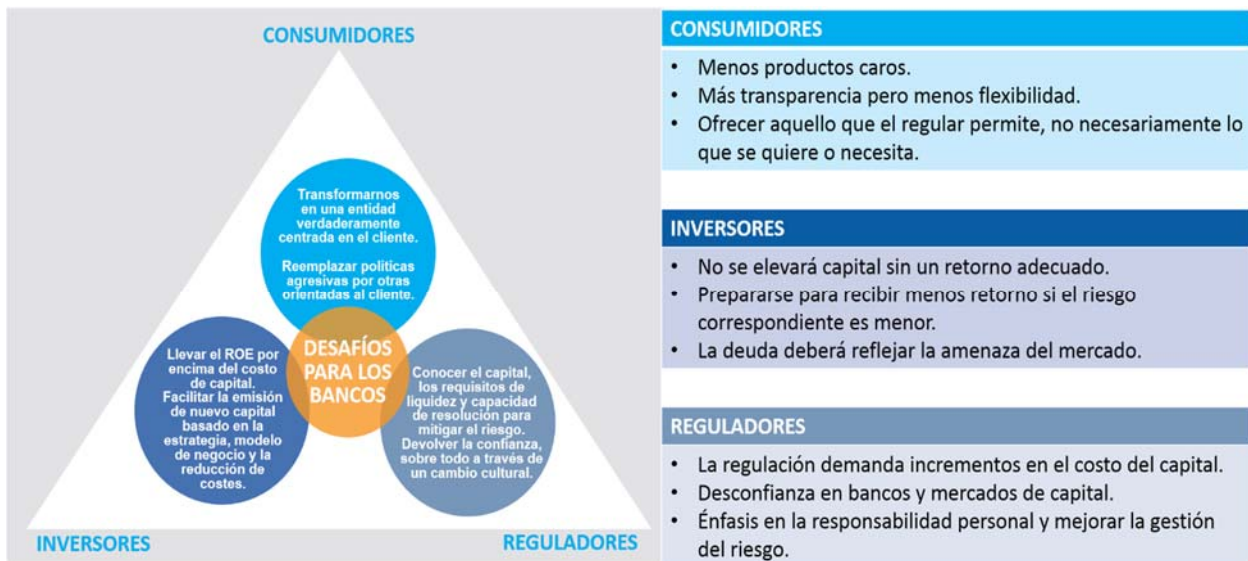 CONSUMIDORES
Transformarnos
en una entidad
verdaderamente
centrada en el cliente.
Reemplazar políticas
agresivas por otras
orientadas al cliente.
DESAFÍOS
PARA LOS
BANCOS
Llevar el ROE por
encima del costo
de capital.
Facilitar la emisión
de nuevo capital
basado en la
estrategia, modelo
de negocio y la
reducción de
costes.
Conocer el capital,
los requisitos de
liquidez y capacidad
de resolución para
mitigar el riesgo.
Devolver la confianza,
sobre todo a través de
un cambio cultural.
INVERSORES
REGULADORES
CONSUMIDORES
• Menos productos caros.
• Más transparencia pero menos flexibilidad.
• Ofrecer aquello que el regular permite, no necesariamente lo
que se quiere o necesita.
INVERSORES
• No se elevará capital sin un retorno adecuado.
• Prepararse para recibir menos retorno si el riesgo
correspondiente es menor.
• La deuda deberá reflejar la amenaza del mercado.
REGULADORES
• La regulación demanda incrementos en el costo del capital.
• Desconfianza en bancos y mercados de capital.
• Énfasis en la responsabilidad personal y mejorar la gestión
del riesgo.